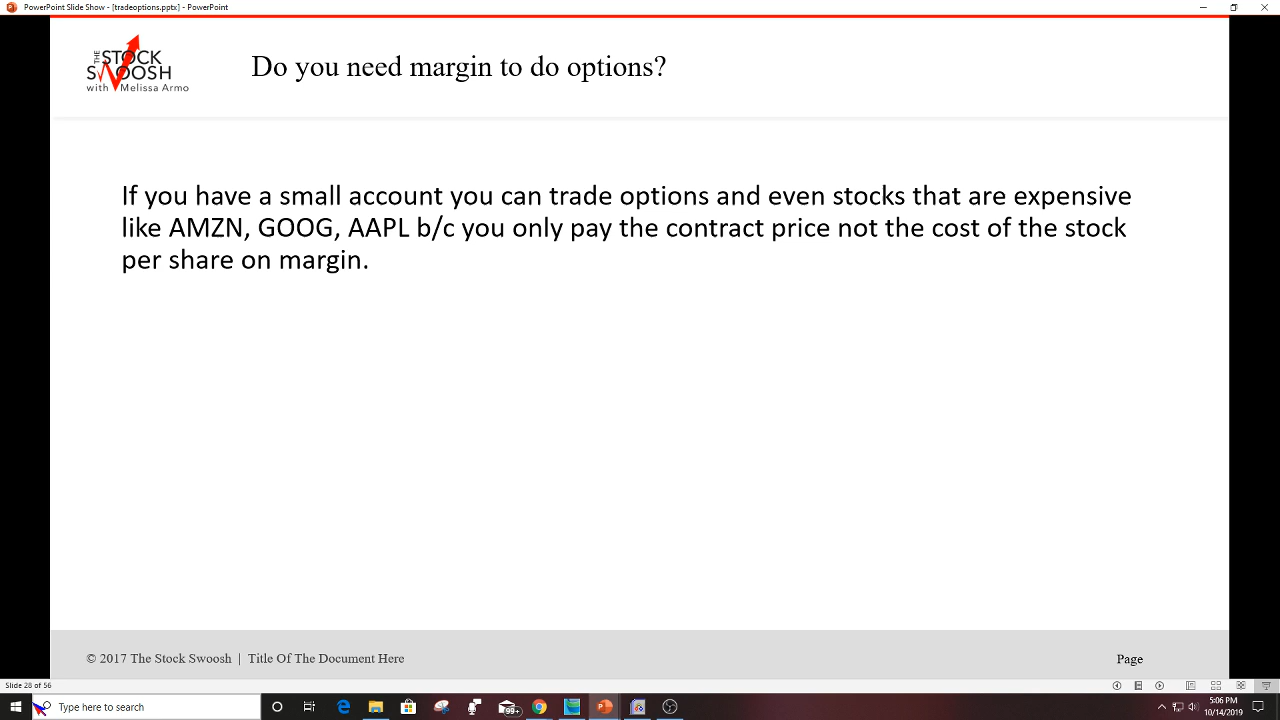 PowerPoint Slide Show - [tradeoptions.pptx] - PowerPoint
THE STOCK
SWOOSH
with Melissa Armo
Do you need margin to do options?
If you have a small account you can trade options and even stocks that are expensive
like AMZN, GOOG, AAPL b/c you only pay the contract price not the cost of the stock
per share on margin.
© 2017 The Stock Swoosh | Title Of The Document Here
Page
Slide 28 of 56
Type here to search
99+
5:06 PM
10/14/2019